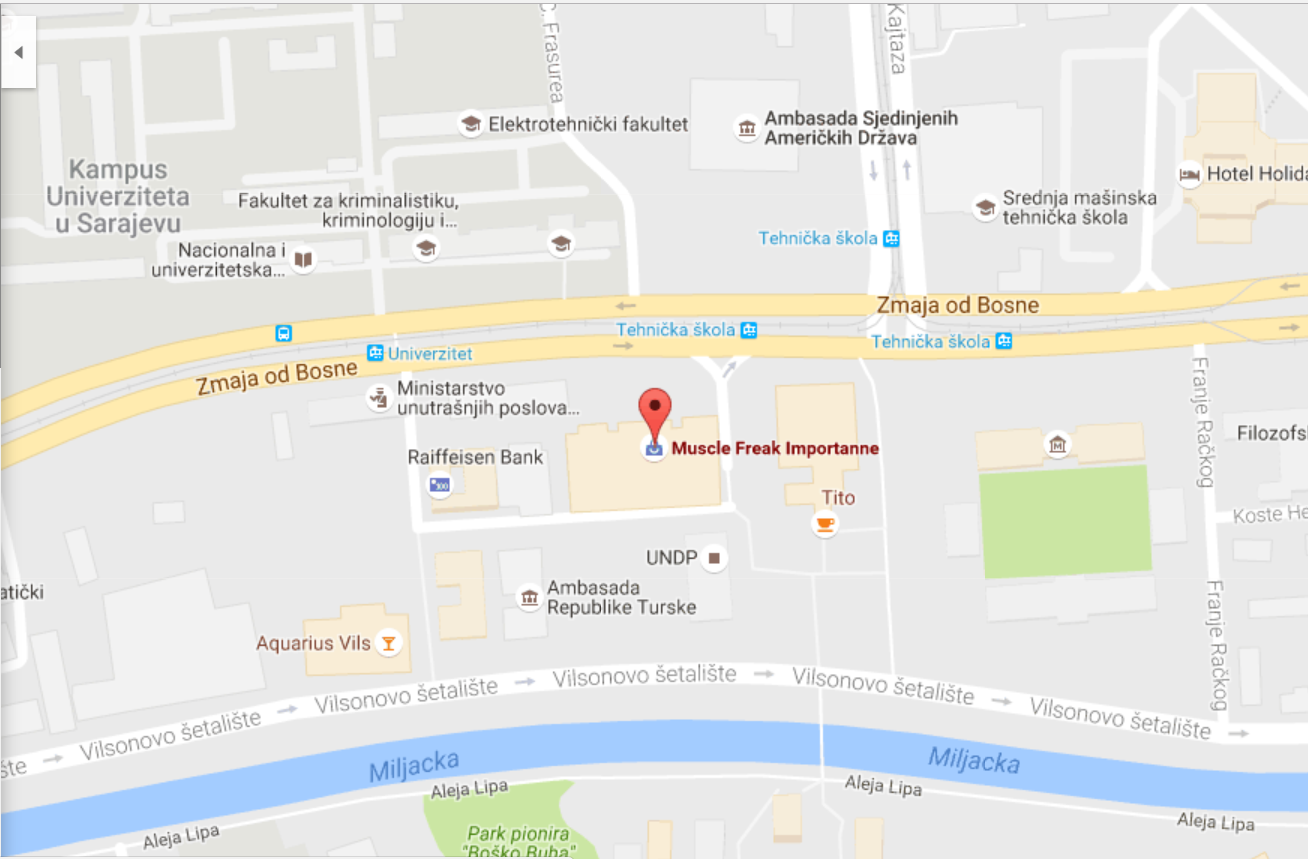 C. Frasurea
Kajtaza
Elektrotehnički fakultet
Ambasada Sjedinjenih
Američkih Država
Kampus
Univerziteta
u Sarajevu
Hotel Holida
Fakultet za kriminalistiku,
kriminologiju i...
Srednja mašinska
tehnička škola
Nacionalna i
univerzitetska...
Tehnička škola
Zmaja od Bosne
Tehnička škola
Tehnička škola
Univerzitet
Zmaja od Bosne
Ministarstvo
unutrašnjih poslova...
Franje Račkog
Filozofs
Muscle Freak Importanne
Raiffeisen Bank
Tito
Koste He
UNDP
atički
Ambasada
Republike Turske
Franje Račkog
Aquarius Vils
šte
Vilsonovo šetalište
Vilsonovo šetalište
Vilsonovo šetalište
Vilsonovo šetalište
Vilsonovo šetalište
Miljacka
Miljacka
Aleja Lipa
Aleja Lipa
Aleja Lipa
Aleja Lipa
Park pionira
"Boško Buha"